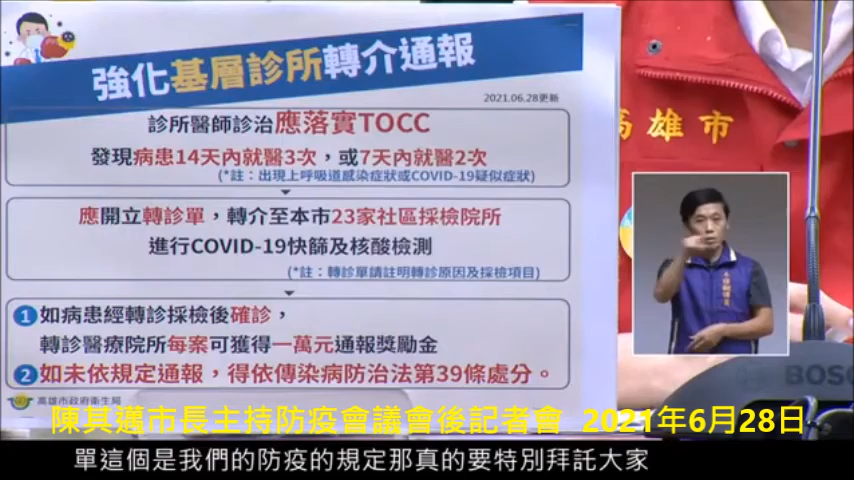 強化基層診所轉介通報
2021.06.28更新
診所醫師診治應落實TOCC
發現病患14天內就醫3次，或7天內就醫2次
(*註：出現上呼吸道感染症狀或COVID-19疑似症狀)
應開立轉診單，轉介至本市23家社區採檢院所
進行COVID-19快篩及核酸檢測
(*註：轉診單請註明轉診原因及採檢項目)
1 如病患經轉診採檢後確診，
轉診醫療院所每案可獲得一萬元通報獎勵金
2 如未依規定通報，得依傳染病防治法第39條處分。
高雄市政府衛生局
高雄市
BOSC
陳其邁市長主持防疫會議會後記者會 2021年6月28日
單這個是我們的防疫的規定那真的要特別拜託大家